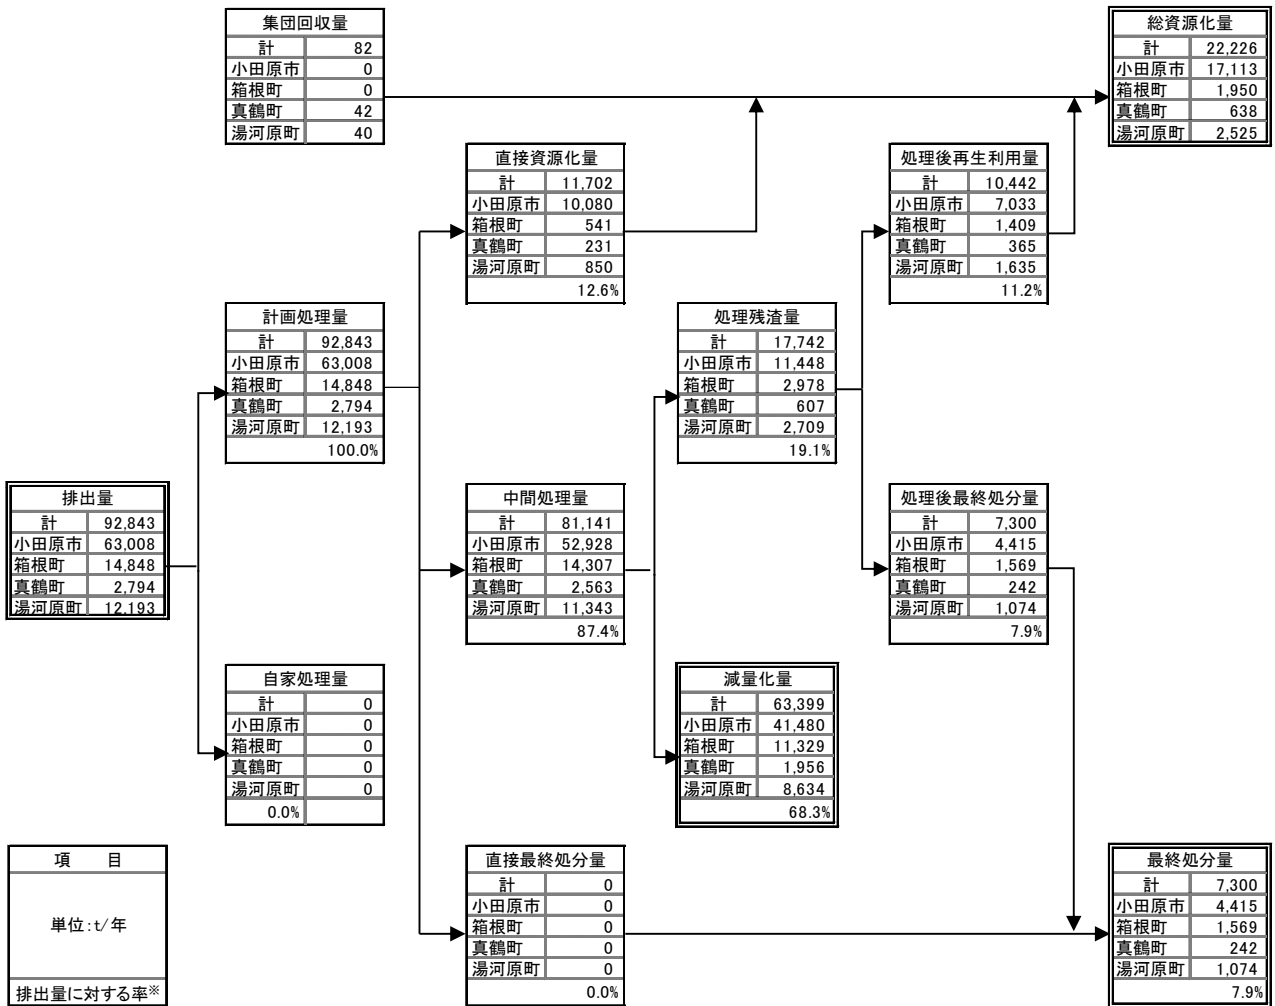 集団回収量
計 82
小田原市 0
箱根町 0
真鶴町 42
湯河原町 40
総資源化量
計 22,226
小田原市 17,113
箱根町 1,950
真鶴町 638
湯河原町 2,525
直接資源化量
計 11,702
小田原市 10,080
箱根町 541
真鶴町 231
湯河原町 850
12.6%
処理後再生利用量
計 10,442
小田原市 7,033
箱根町 1,409
真鶴町 365
湯河原町 1,635
11.2%
計画処理量
計 92,843
小田原市 63,008
箱根町 14,848
真鶴町 2,794
湯河原町 12,193
100.0%
処理残渣量
計 17,742
小田原市 11,448
箱根町 2,978
真鶴町 607
湯河原町 2,709
19.1%
排出量
計 92,843
小田原市 63,008
箱根町 14,848
真鶴町 2,794
湯河原町 12,193
中間処理量
計 81,141
小田原市 52,928
箱根町 14,307
真鶴町 2,563
湯河原町 11,343
87.4%
処理後最終処分量
計 7,300
小田原市 4,415
箱根町 1,569
真鶴町 242
湯河原町 1,074
7.9%
自家処理量
計 0
小田原市 0
箱根町 0
真鶴町 0
湯河原町 0
0.0%
減量化量
計 63,399
小田原市 41,480
箱根町 11,329
真鶴町 1,956
湯河原町 8,634
68.3%
項 目
単位:t/年
排出量に対する率※
直接最終処分量
計 0
小田原市 0
箱根町 0
真鶴町 0
湯河原町 0
0.0%
最終処分量
計 7,300
小田原市 4,415
箱根町 1,569
真鶴町 242
湯河原町 1,074
7.9%